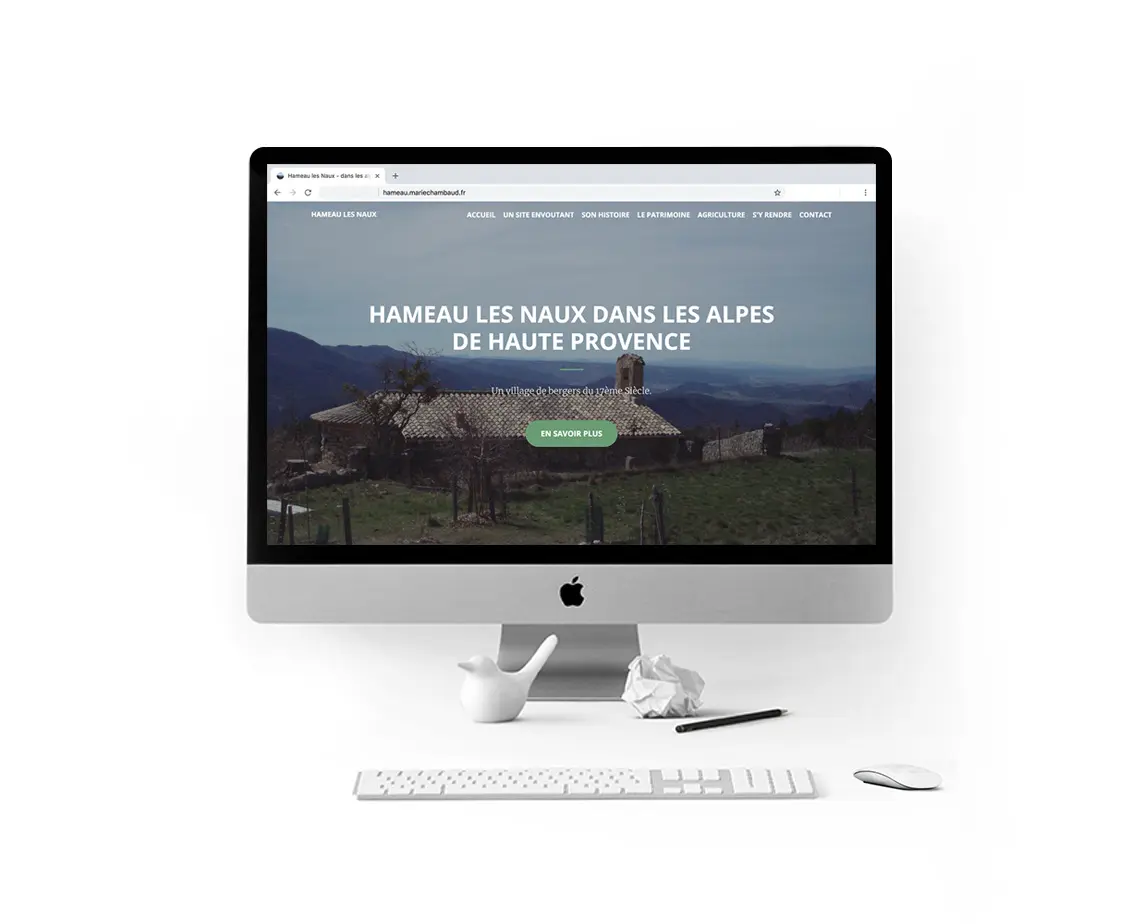 Hameau les Naux - dans les a
hameau.mariechambaud.fr
HAMEAU LES NAUX ACCUEIL UN SITE ENVOUTANT SON HISTOIRE LE PATRIMOINE AGRICULTURE S'Y RENDRE CONTACT
HAMEAU LES NAUX DANS LES ALPES
DE HAUTE PROVENCE
Un village de bergers du 17ème Siècle.
EN SAVOIR PLUS